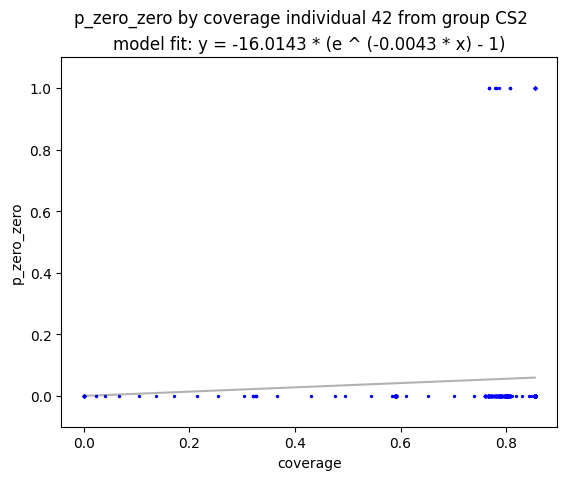 p_zero_zero by coverage individual 42 from group CS2
model fit: y = -16.0143 * (e ^ (-0.0043 * x) - 1)
1.0
0.8
0.6
0.4
0.2
0.0
p_zero_zero
0.0 0.2 0.4 0.6 0.8
coverage